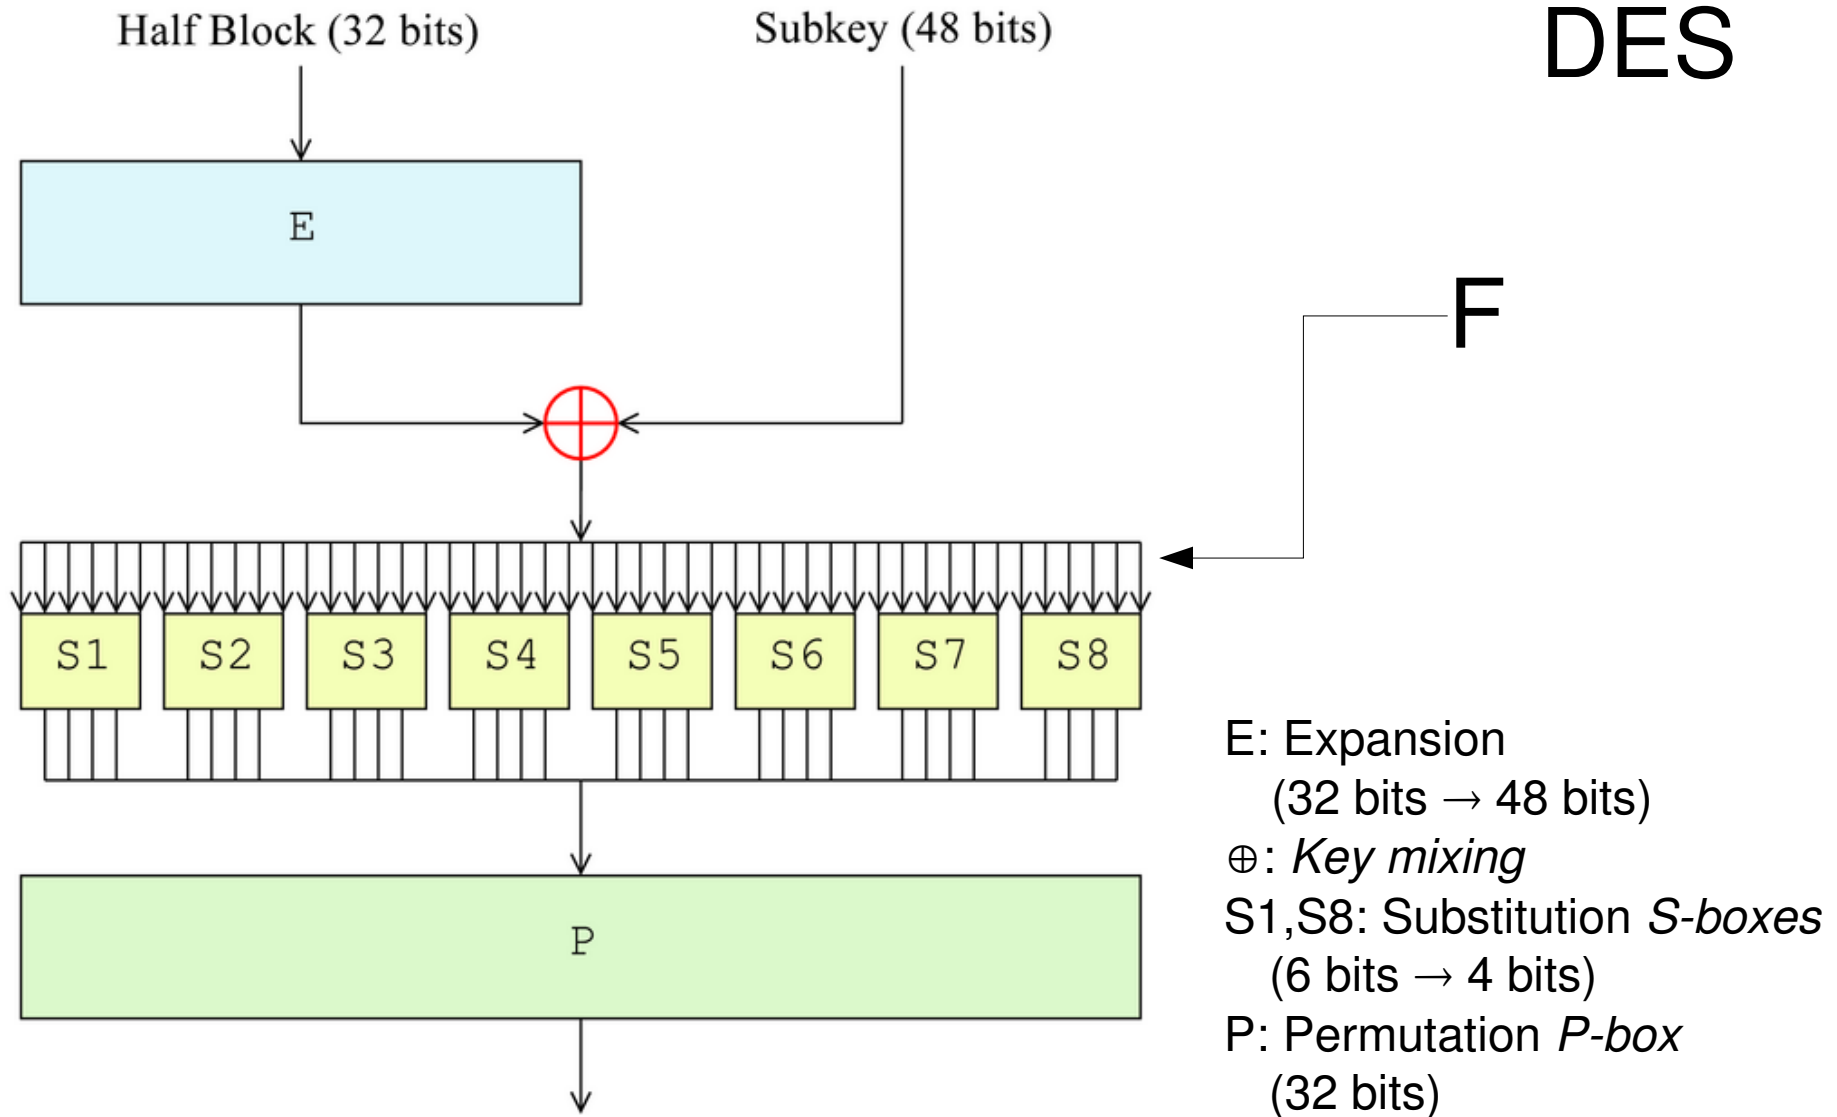 Half Block (32 bits)
Subkey (48 bits)
DES
E
F
S1 S2 S3 S4 S5 S6 S7 S8
P
E: Expansion
(32 bits → 48 bits)
⊕: Key mixing
S1,S8: Substitution S-boxes
(6 bits → 4 bits)
P: Permutation P-box
(32 bits)